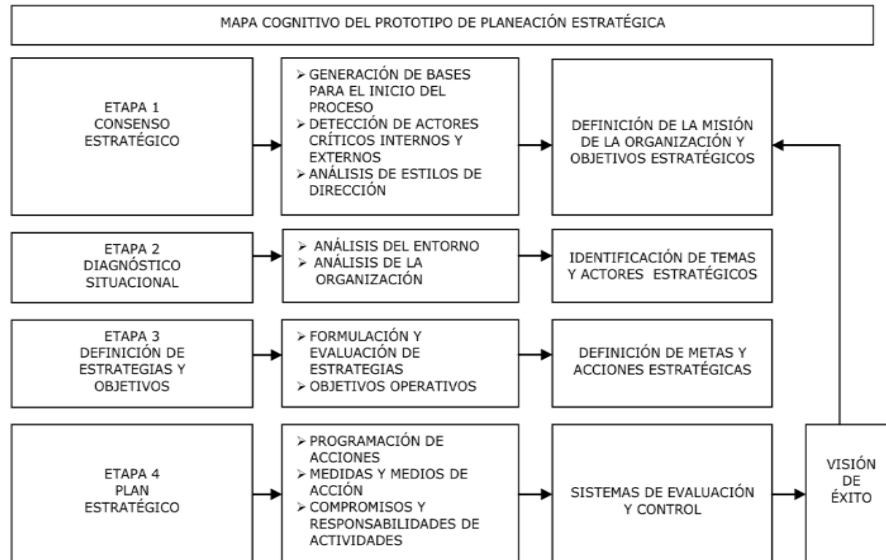 MAPA COGNITIVO DEL PROTOTIPO DE PLANEACIÓN ESTRATÉGICA
ETAPA 1
CONSENSO
ESTRATÉGICO
➢ GENERACIÓN DE BASES
PARA EL INICIO DEL
PROCESO
➢ DETECCIÓN DE ACTORES
CRÍTICOS INTERNOS Y
EXTERNOS
➢ ANÁLISIS DE ESTILOS DE
DIRECCIÓN
DEFINICIÓN DE LA MISIÓN
DE LA ORGANIZACIÓN Y
OBJETIVOS ESTRATÉGICOS
ETAPA 2
DIAGNÓSTICO
SITUACIONAL
➢ ANÁLISIS DEL ENTORNO
➢ ANÁLISIS DE LA
ORGANIZACIÓN
IDENTIFICACIÓN DE TEMAS
Y ACTORES ESTRATÉGICOS
ETAPA 3
DEFINICIÓN DE
ESTRATEGIAS Y
OBJETIVOS
➢ FORMULACIÓN Y
EVALUACIÓN DE
ESTRATEGIAS
➢ OBJETIVOS OPERATIVOS
DEFINICIÓN DE METAS Y
ACCIONES ESTRATÉGICAS
ETAPA 4
PLAN
ESTRATÉGICO
➢ PROGRAMACIÓN DE
ACCIONES
➢ MEDIDAS Y MEDIOS DE
ACCIÓN
➢ COMPROMISOS Y
RESPONSABILIDADES DE
ACTIVIDADES
SISTEMAS DE EVALUACIÓN
Y CONTROL
VISIÓN
DE
ÉXITO